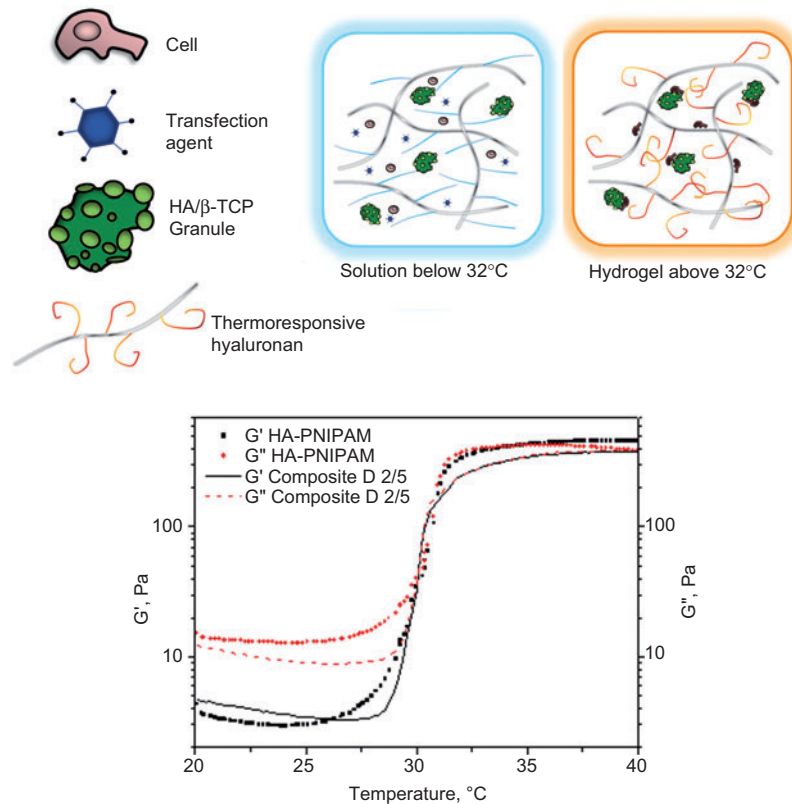 Cell
Transfection
agent
HA/β-TCP
Granule
Thermoresponsive
hyaluronan
Solution below 32°C
Hydrogel above 32°C
G' HA-PNIPAM
G" HA-PNIPAM
G' Composite D 2/5
G" Composite D 2/5
100
10
G', Pa
100
10
G", Pa
20
25
30
35
40
Temperature, °C